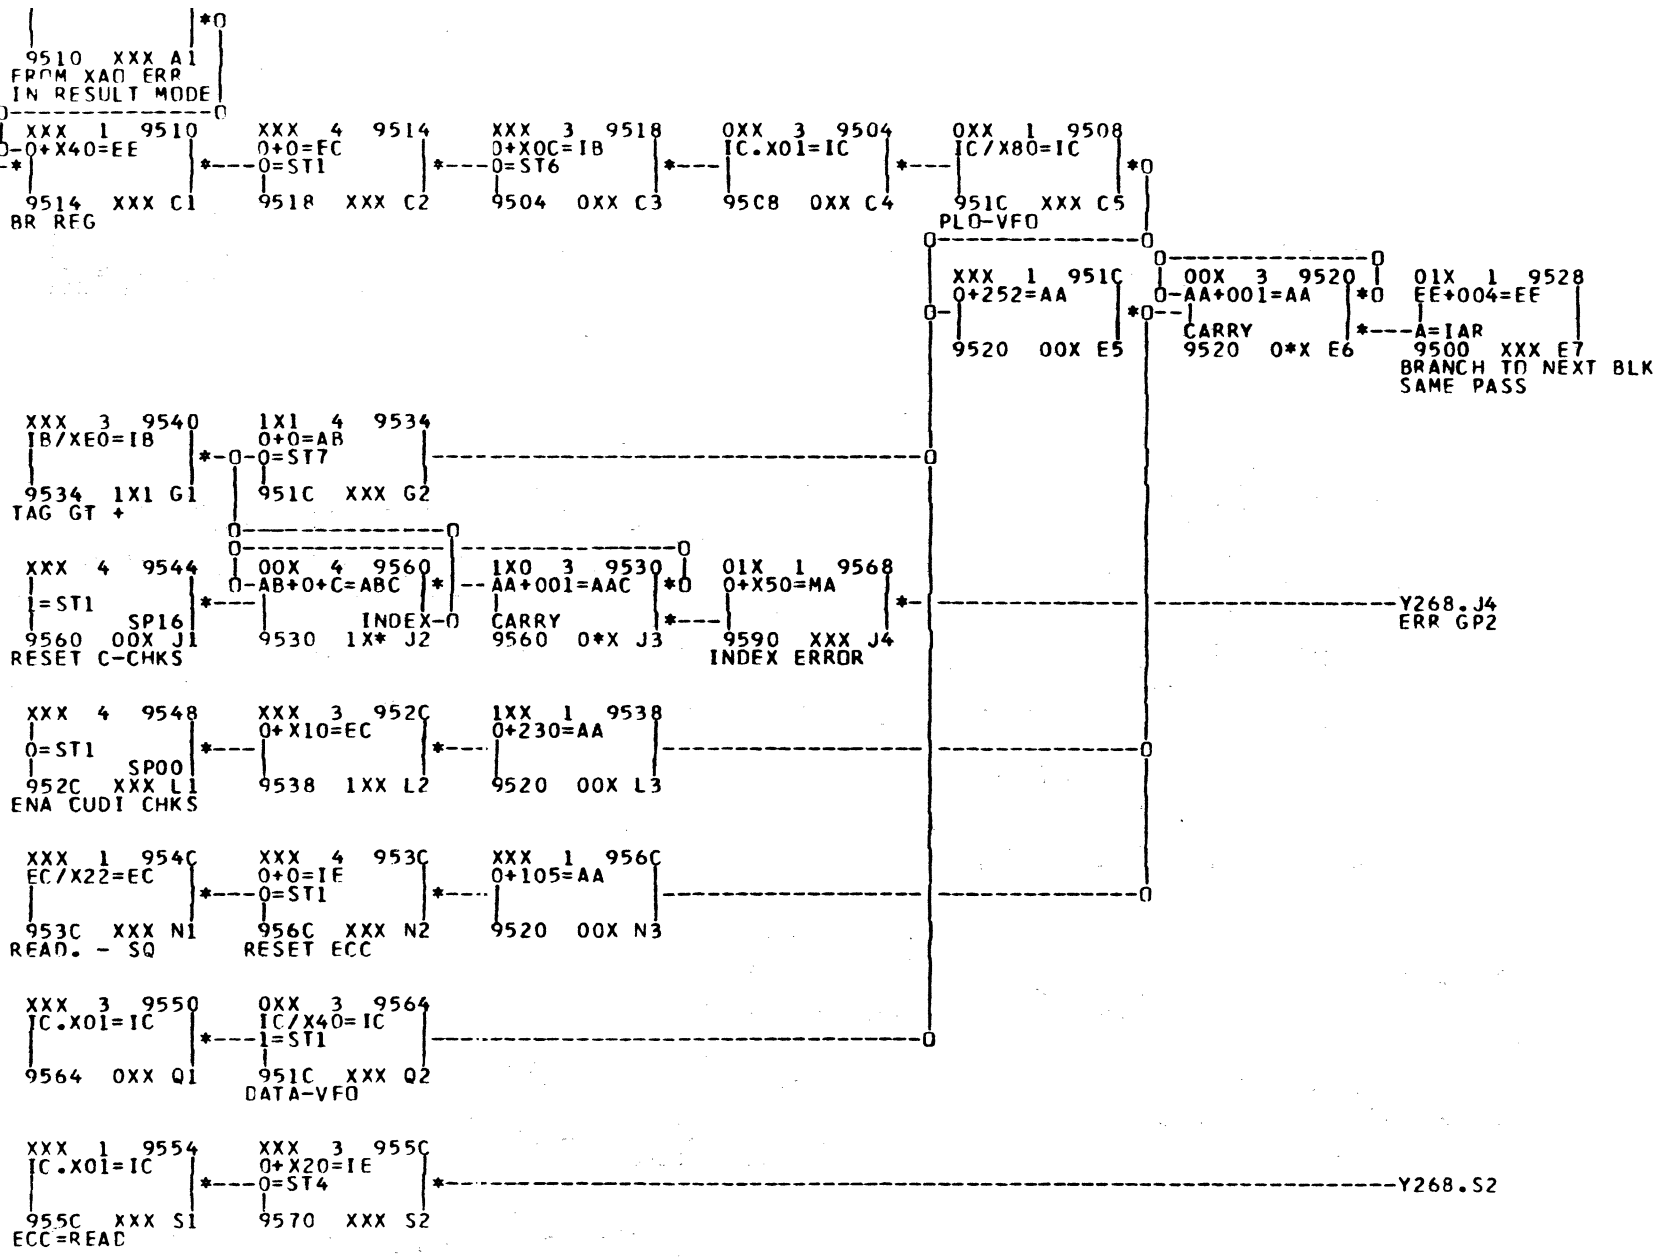 *O
9510 XXX A1
FROM XAO ERR
IN RESULT MODE
O------------------O
XXX 1 9510 XXX 4 9514 XXX 3 9518 0XX 3 9504 0XX 1 9508
O-0+X40=EE 0+0=EC 0+X0C=IB IC.X01=IC IC/X80=IC
-* *---0=ST1 *---0=ST6 *--- *--- *O
9514 XXX C1 9518 XXX C2 9504 0XX C3 95C8 0XX C4 951C XXX C5
BR REG PLO-VFO
O------------------O
O------------------O
XXX 1 951C 00X 3 9520 01X 1 9528
0+252=AA O-AA+001=AA *O EE+004=EE
O- *O--
CARRY *---A=IAR
9520 00X E5 9520 0*X E6 9500 XXX E7
BRANCH TO NEXT BLK
SAME PASS
XXX 3 9540 1X1 4 9534
IB/XE0=IB 0+0=AB
*-O-0=ST7 ------------------------------------------O
9534 1X1 G1 951C XXX G2
TAG GT +
O------------------O
O--------------------------------------O
XXX 4 9544 00X 4 9560 1X0 3 9530 01X 1 9568
O-AB+0+C=ABC * -- AA+001=AAC *O 0+X50=MA
1=ST1 *--- *------------------------------------------Y268.J4
SP16 INDEX-O CARRY *--- ERR GP2
9560 00X J1 9530 1X* J2 9560 0*X J3 9590 XXX J4
RESET C-CHKS INDEX ERROR
XXX 4 9548 XXX 3 952C 1XX 1 9538
0+X10=EC 0+230=AA
0=ST1 *--- *---- -----------------------------------------O
SP00
952C XXX L1 9538 1XX L2 9520 00X L3
ENA CUDI CHKS
XXX 1 954C XXX 4 953C XXX 1 956C
EC/X22=EC 0+0=IE 0+105=AA
*---0=ST1 *---- -----------------------------------------O
953C XXX N1 956C XXX N2 9520 00X N3
READ. - SQ RESET ECC
XXX 3 9550 0XX 3 9564
IC.X01=IC IC/X40=IC
*---1=ST1 ------------------------------------------O
9564 0XX Q1 951C XXX Q2
DATA-VFO
XXX 1 9554 XXX 3 955C
IC.X01=IC 0+X20=IE
*---0=ST4 *--------------------------------------------------------------------------------Y268.S2
955C XXX S1 9570 XXX S2
ECC=READ